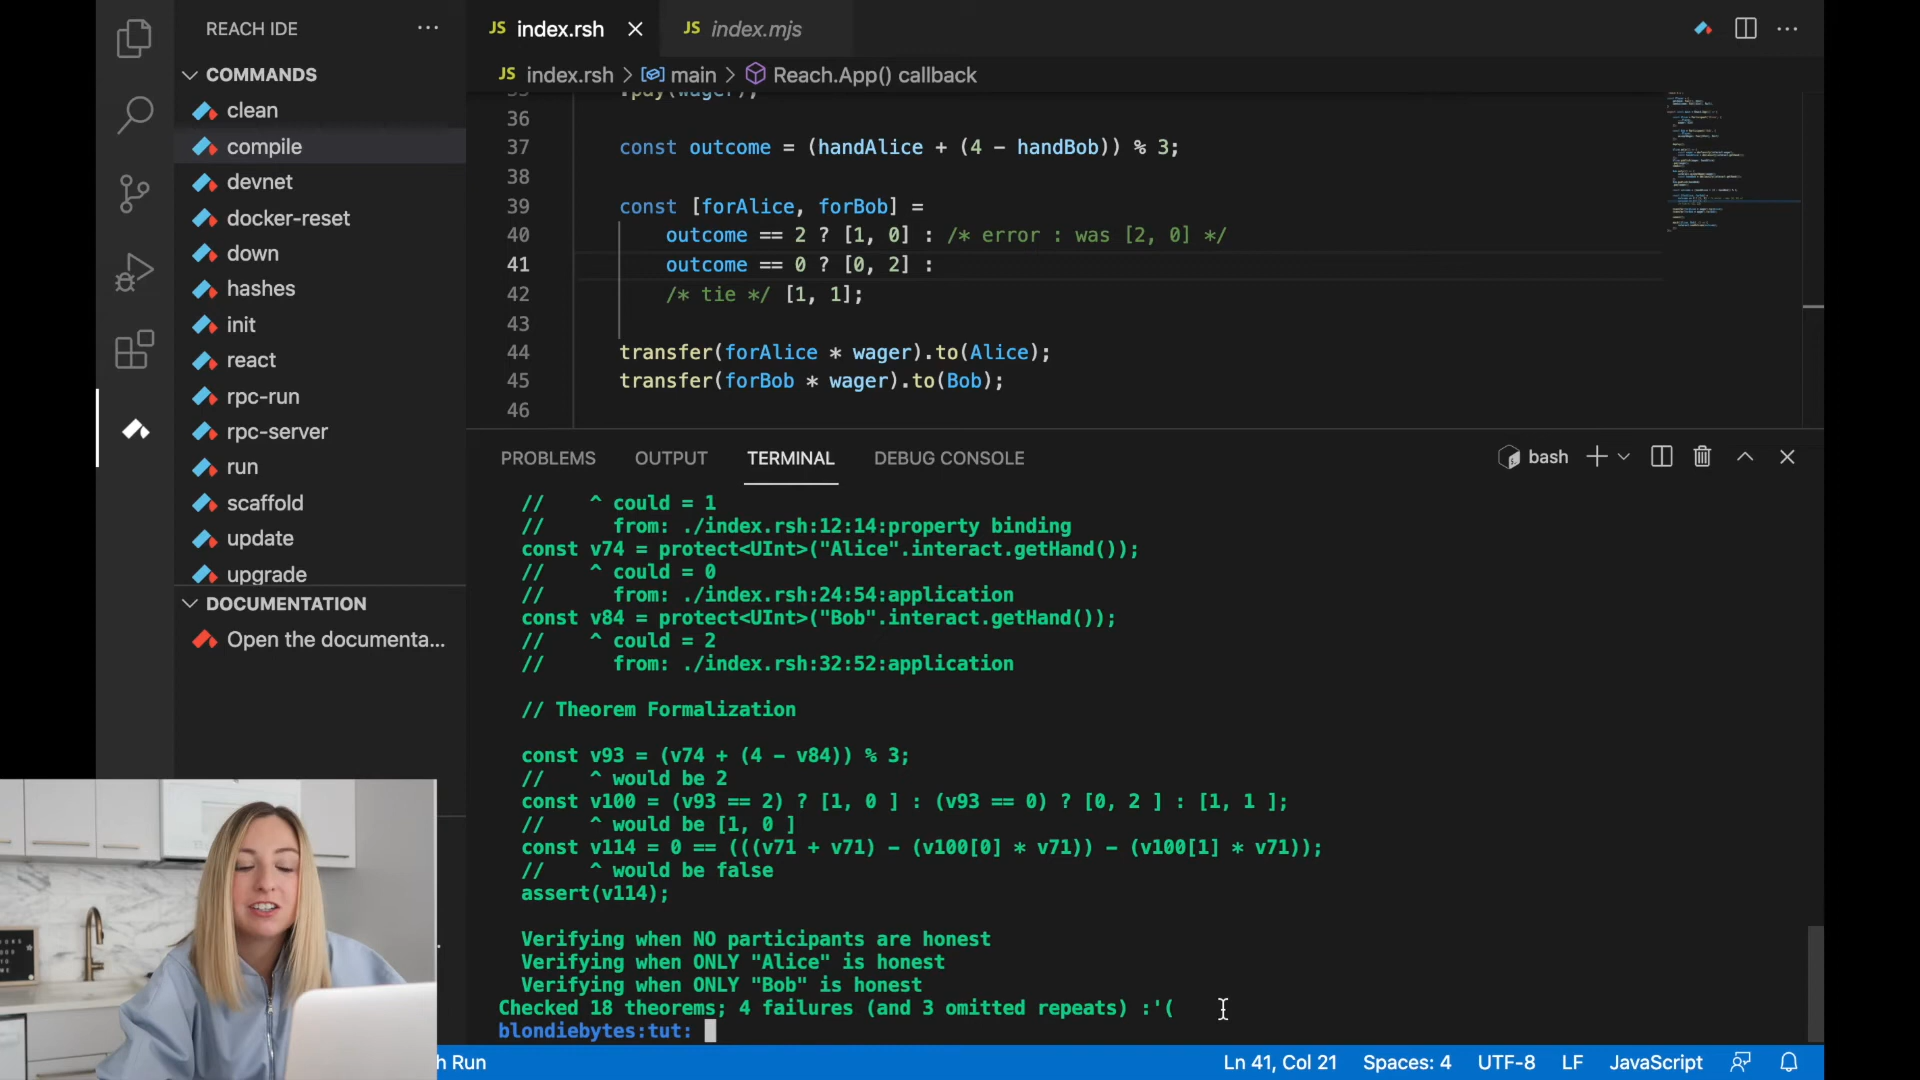 REACH IDE
COMMANDS
clean
compile
devnet
docker-reset
down
hashes
init
react
rpc-run
rpc-server
run
scaffold
update
upgrade
DOCUMENTATION
Open the documenta...
JS index.rsh
JS index.mjs
JS index.rsh > main > Reach.App() callback
35 .pay(wager);
36
37 const outcome = (handAlice + (4 - handBob)) % 3;
38
39 const [forAlice, forBob] =
40 outcome == 2 ? [1, 0] : /* error : was [2, 0] */
41 outcome == 0 ? [0, 2] :
42 /* tie */ [1, 1];
43
44 transfer(forAlice * wager).to(Alice);
45 transfer(forBob * wager).to(Bob);
46
PROBLEMS OUTPUT TERMINAL DEBUG CONSOLE
bash
// ^ could = 1
// from: ./index.rsh:12:14:property binding
const v74 = protect<UInt>("Alice".interact.getHand());
// ^ could = 0
// from: ./index.rsh:24:54:application
const v84 = protect<UInt>("Bob".interact.getHand());
// ^ could = 2
// from: ./index.rsh:32:52:application
// Theorem Formalization
const v93 = (v74 + (4 - v84)) % 3;
// ^ would be 2
const v100 = (v93 == 2) ? [1, 0 ] : (v93 == 0) ? [0, 2 ] : [1, 1 ];
// ^ would be [1, 0 ]
const v114 = 0 == (((v71 + v71) - (v100[0] * v71)) - (v100[1] * v71));
// ^ would be false
assert(v114);
Verifying when NO participants are honest
Verifying when ONLY "Alice" is honest
Verifying when ONLY "Bob" is honest
Checked 18 theorems; 4 failures (and 3 omitted repeats) :'(
blondiebytes:tut:
h Run
Ln 41, Col 21
Spaces: 4
UTF-8
LF
JavaScript